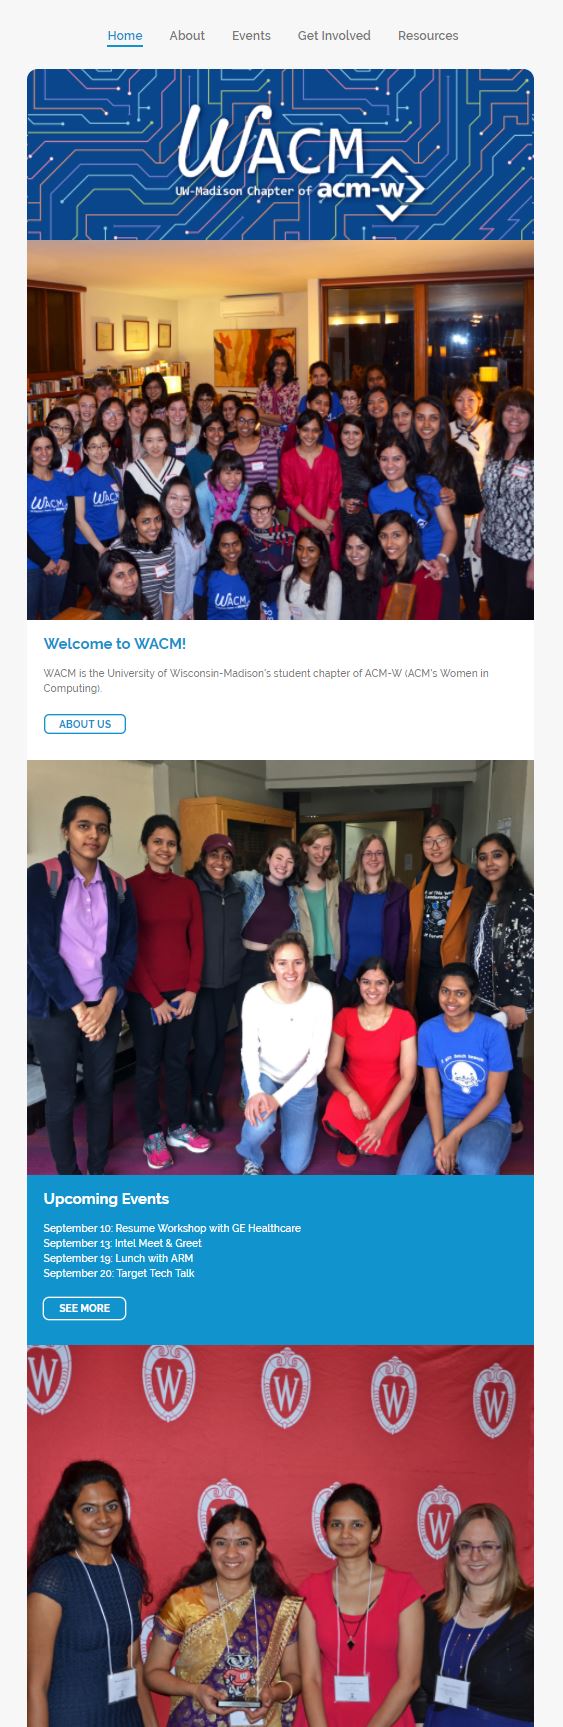 Home About Events Get Involved Resources
WACM
UW-Madison Chapter of acm-w
WACM
WACM
WACM
Welcome to WACM!
WACM is the University of Wisconsin-Madison's student chapter of ACM-W (ACM's Women in
Computing).
ABOUT US
Upcoming Events
September 10: Resume Workshop with GE Healthcare
September 13: Intel Meet & Greet
September 19: Lunch with ARM
September 20: Target Tech Talk
SEE MORE
W W W W W
W W W